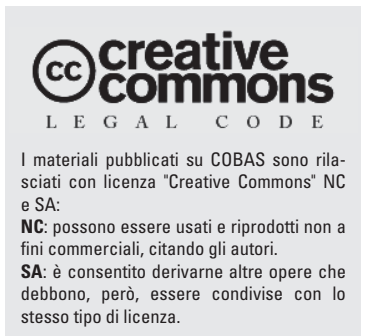 cc creative
commons
LEGAL CODE
I materiali pubblicati su COBAS sono rila-
sciati con licenza "Creative Commons" NC
e SA:
NC: possono essere usati e riprodotti non a
fini commerciali, citando gli autori.
SA: è consentito derivarne altre opere che
debbono, però, essere condivise con lo
stesso tipo di licenza.